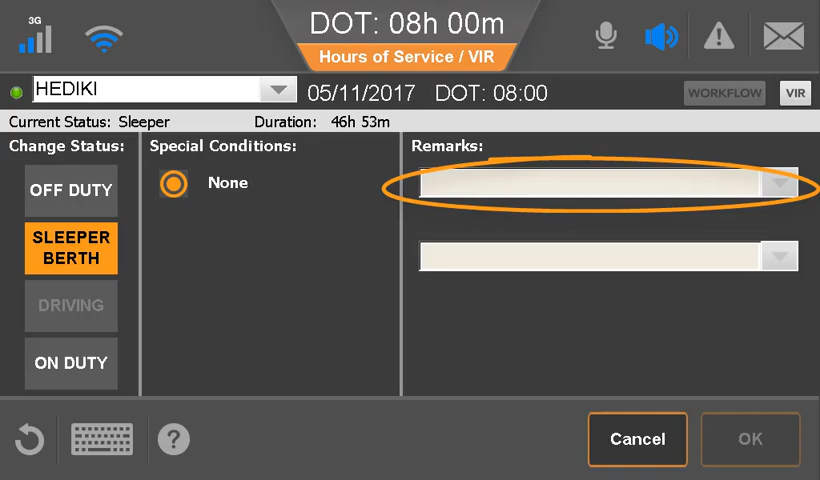 3G
DOT: 08h 00m
Hours of Service / VIR
HEDIKI
05/11/2017 DOT: 08:00
WORKFLOW
VIR
Current Status: Sleeper Duration: 46h 53m
Change Status:
Special Conditions:
Remarks:
OFF DUTY
None
SLEEPER
BERTH
DRIVING
ON DUTY
?
Cancel
OK